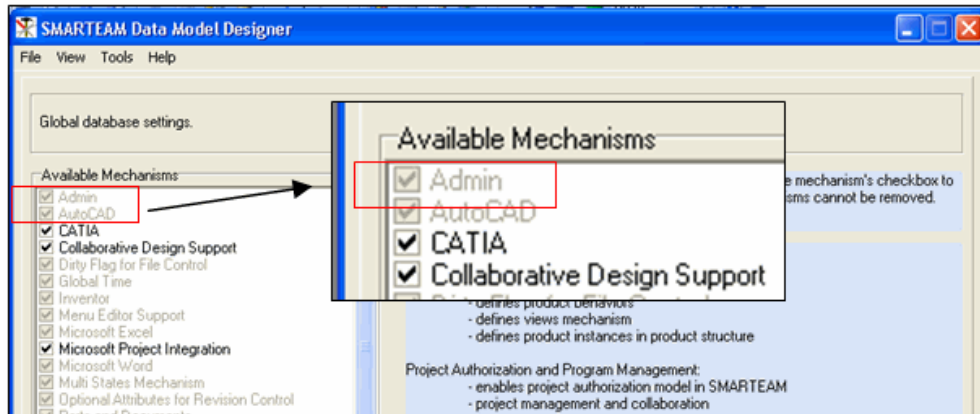 SMARTEAM Data Model Designer
File View Tools Help
Global database settings.
Available Mechanisms
Admin
AutoCAD
CATIA
Collaborative Design Support
Dirty Flag for File Control
Global Time
Inventor
Menu Editor Support
Microsoft Excel
Microsoft Project Integration
Microsoft Word
Multi States Mechanism
Optional Attributes for Revision Control
Available Mechanisms
Admin
AutoCAD
CATIA
Collaborative Design Support
mechanism's checkbox to
cannot be removed.
- defines product behaviors
- defines views mechanism
- defines product instances in product structure
Project Authorization and Program Management:
- enables project authorization model in SMARTEAM
- project management and collaboration